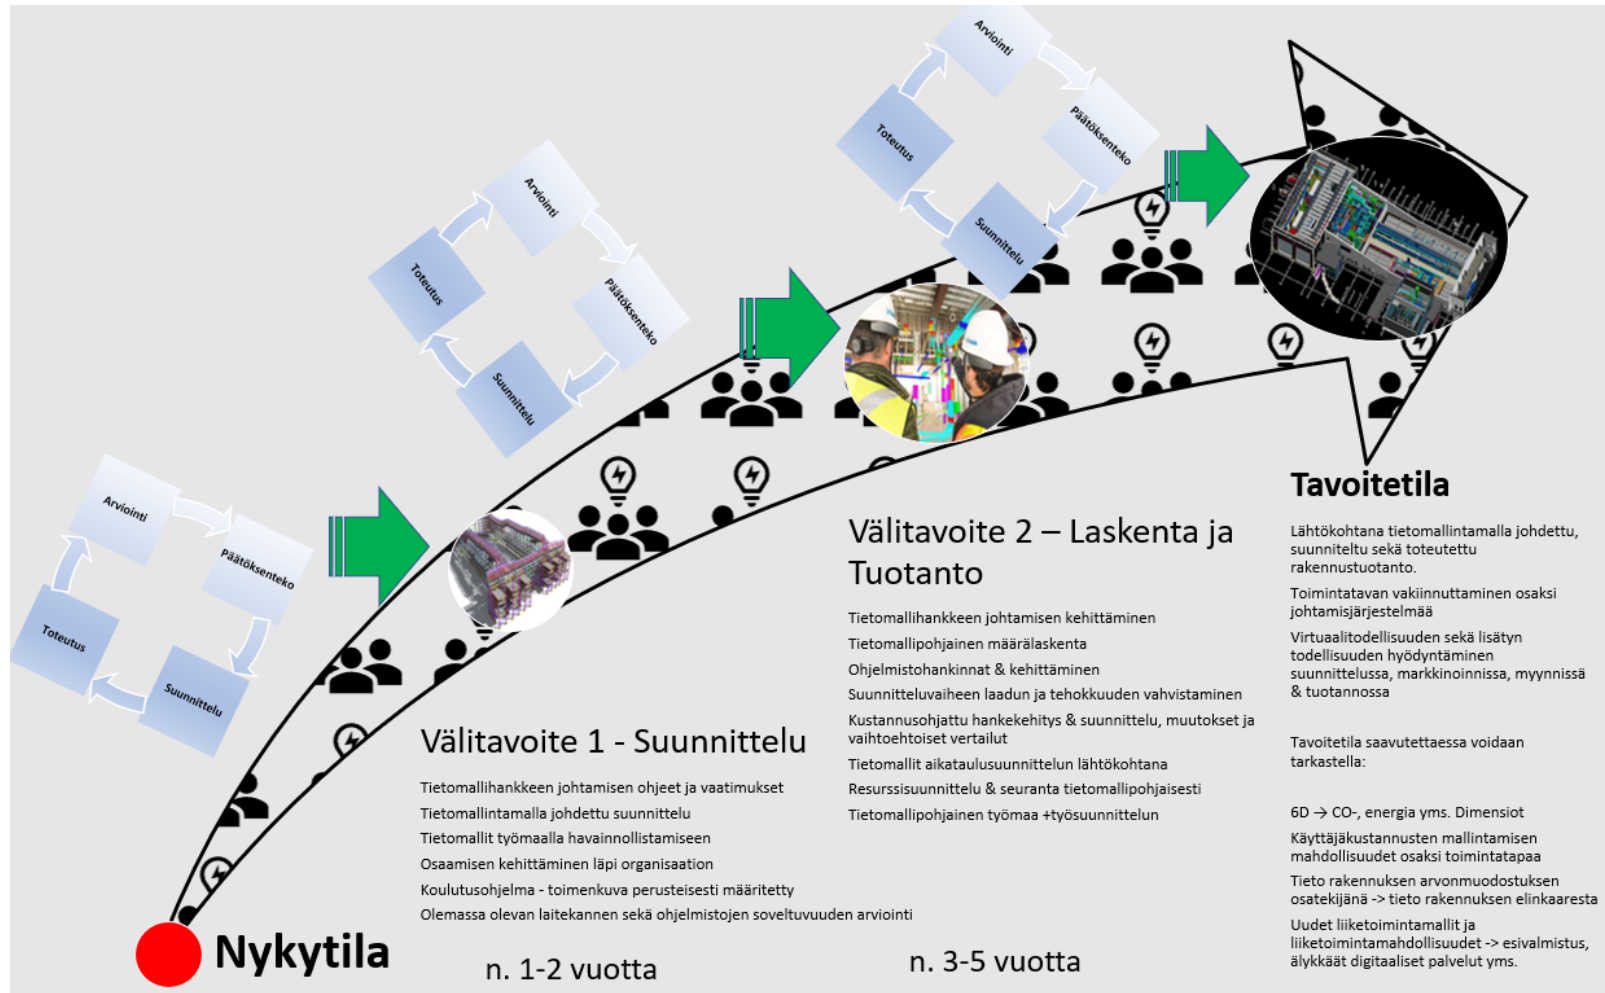 Arviointi
Päätöksenteko
Suunnittelu
Toteutus
Arviointi
Päätöksenteko
Suunnittelu
Toteutus
Arviointi
Päätöksenteko
Suunnittelu
Toteutus
Nykytila
Välitavoite 1 - Suunnittelu
Tietomallihankkeen johtamisen ohjeet ja vaatimukset
Tietomallintamalla johdettu suunnittelu
Tietomallit työmaalla havainnollistamiseen
Osaamisen kehittäminen läpi organisaation
Koulutusohjelma - toimenkuva perusteisesti määritetty
Olemassa olevan laitekannen sekä ohjelmistojen soveltuvuuden arviointi
n. 1-2 vuotta
Välitavoite 2 – Laskenta ja
Tuotanto
Tietomallihankkeen johtamisen kehittäminen
Tietomallipohjainen määrälaskenta
Ohjelmistohankinnat & kehittäminen
Suunnitteluvaiheen laadun ja tehokkuuden vahvistaminen
Kustannusohjattu hankekehitys & suunnittelu, muutokset ja
vaihtoehtoiset vertailut
Tietomallit aikataulusuunnittelun lähtökohtana
Resurssisuunnittelu & seuranta tietomallipohjaisesti
Tietomallipohjainen työmaa +työsuunnittelun
n. 3-5 vuotta
Tavoitetila
Lähtökohtana tietomallintamalla johdettu,
suunniteltu sekä toteutettu
rakennustuotanto.
Toimintatavan vakiinnuttaminen osaksi
johtamisjärjestelmää
Virtuaalitodellisuuden sekä lisätyn
todellisuuden hyödyntäminen
suunnittelussa, markkinoinnissa, myynnissä
& tuotannossa
Tavoitetila saavutettaessa voidaan
tarkastella:
6D → CO-, energia yms. Dimensiot
Käyttäjäkustannusten mallintamisen
mahdollisuudet osaksi toimintatapaa
Tieto rakennuksen arvonmuodostuksen
osatekijänä -> tieto rakennuksen elinkaaresta
Uudet liiketoimintamallit ja
liiketoimintamahdollisuudet -> esivalmistus,
älykkäät digitaaliset palvelut yms.